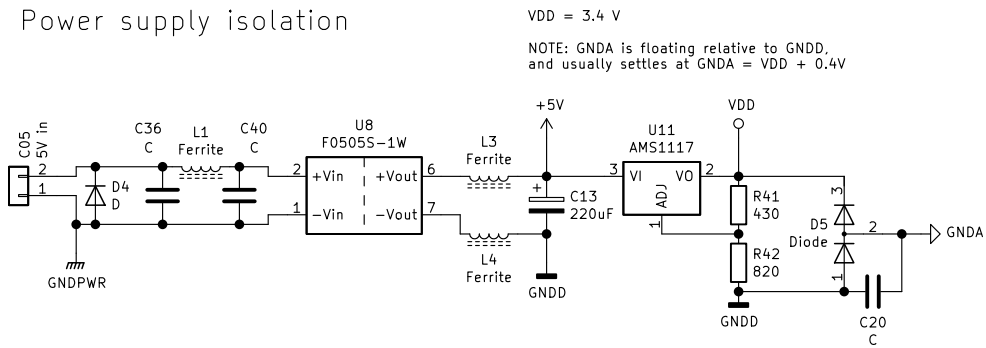 Power supply isolation
VDD = 3.4 V
NOTE: GNDA is floating relative to GNDD,
and usually settles at GNDA = VDD + 0.4V
C05
5V in
2
1
D4
D
GNDPWR
C36
C
L1
Ferrite
C40
C
U8
F0505S-1W
2
+Vin
1
-Vin
+Vout
6
-Vout
7
L3
Ferrite
L4
Ferrite
+5V
+
C13
220uF
GNDD
U11
AMS1117
3
VI
VO
2
ADJ
1
VDD
R41
430
R42
820
GNDD
3
D5
Diode
2
1
GNDA
C20
C